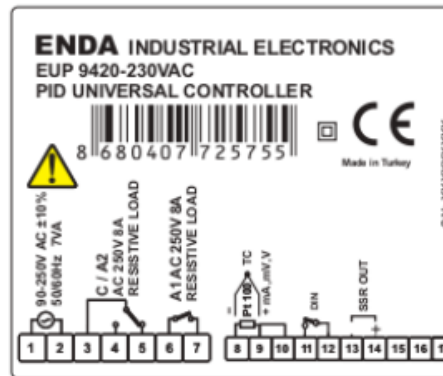 ENDA INDUSTRIAL ELECTRONICS
EUP 9420-230VAC
PID UNIVERSAL CONTROLLER
8 680407 725755
CE
Made in Turkey
90-250V AC ±10%
50/60Hz 7VA
C / A2
AC 250V 8A
RESISTIVE LOAD
A1 AC 250V 8A
RESISTIVE LOAD
TC
Pt 100
− + mA,mV,V
DIN
SSR OUT
+
1 2 3 4 5 6 7 8 9 10 11 12 13 14 15 16